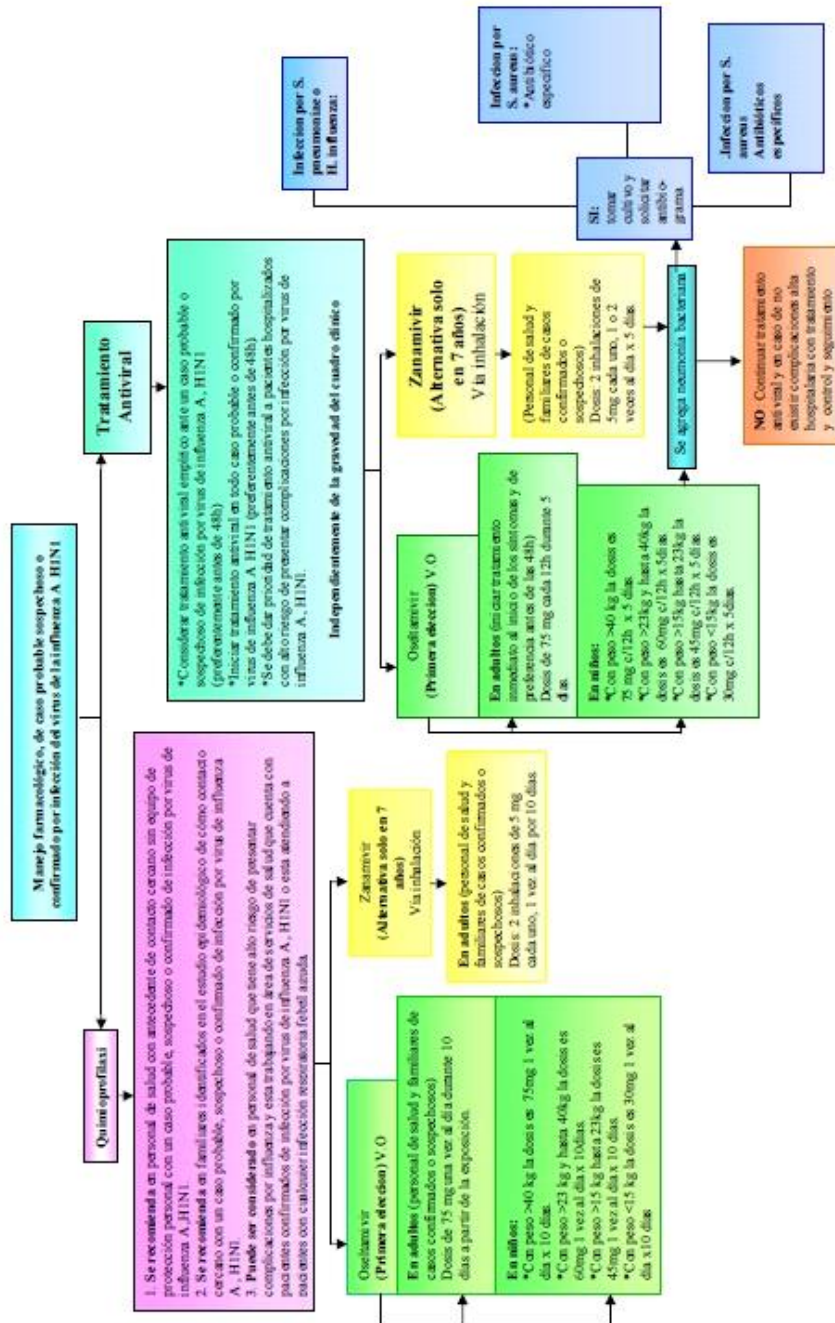 Manejo farmacológico, de caso probable sospechoso o
confirmado por infección del virus de la influenza A H1N1
Quimioprofilaxi
1. Se recomienda en personal de salud con antecedente de contacto cercano sin equipo de
protección personal con un caso probable, sospechoso o confirmado de infección por virus de
influenza A,H1N1.
2. Se recomienda en familiares identificados en el estudio epidemiológico de cómo contacto
cercano con un caso probable, sospechoso o confirmado de infección por virus de influenza
A , H1N1.
3. Puede ser considerado en personal de salud que tiene alto riesgo de presentar
complicaciones por influenza y esta trabajando en área de servicios de salud que cuenta con
pacientes confirmados de infección por virus de influenza A, H1N1 o esta atendiendo a
pacientes con cualquier infección respiratoria febril aguda.
Oseltamivir
(Primera eleccion) V.O
En adultos (personal de salud y familiares de
casos confirmados o sospechosos)
Dosis de 75 mg una vez al día durante 10
días a partir de la exposición.
En niños:
*Con peso >40 kg la dosis es 75mg 1 vez al
día x 10 días.
*Con peso >23 kg y hasta 40kg la dosis es
60mg 1 vez al día x 10días.
*Con peso >15 kg hasta 23kg la dosis es
45mg 1 vez al día x 10 días.
*Con peso <15 kg la dosis es 30mg 1 vez al
día x10 días
Zanamivir
(Alternativa solo en 7
años)
Vía inhalación
En adultos (personal de salud y
familiares de casos confirmados o
sospechosos)
Dosis: 2 inhalaciones de 5 mg
cada uno, 1 vez al día por 10 días.
Tratamiento
Antiviral
*Considerar tratamiento antiviral empírico ante un caso probable o
sospechoso de infección por virus de influenza A, H1N1
(preferentemente antes de 48h)
*Iniciar tratamiento antiviral en todo caso probable o confirmado por
virus de influenza A H1N1 (preferentemente antes de 48h)
*Se debe dar prioridad de tratamiento antiviral a pacientes hospitalizados
con alto riesgo de presentar complicaciones por infección por virus de
influenza A, H1N1.
Independientemente de la gravedad del cuadro clínico
Oseltamivir
(Primera eleccion) V.O
En adultos (iniciar tratamiento
inmediato al inicio de los síntomas y de
preferencia antes de las 48h)
Dosis de 75 mg cada 12h durante 5
días.
En niños:
*Con peso >40 kg la dosis es
75 mg c/12h x 5 días.
*Con peso >23kg y hasta 40kg la
dosis es 60mg c/12h x 5días
*Con peso >15kg hasta 23kg la
dosis es 45mg c/12h x 5 días.
*Con peso <15kg la dosis es
30mg c/12h x 5días.
Zanamivir
(Alternativa solo
en 7 años)
Vía inhalación
(Personal de salud y
familiares de casos
confirmados o
sospechosos)
Dosis: 2 inhalaciones de
5mg cada uno, 1 o 2
veces al día x 5 días.
Se agrega neumonía bacteriana
NO Continuar tratamiento
antiviral y en caso de no
existir complicaciones alta
hospitalaria con tratamiento
y control y seguimiento
SI:
tomar
cultivo y
solicitar
antibio-
grama
Infeccion por S.
pneumoniae o
H. influenza:
Infeccion por
S. aureus:
*Antibiótico
especifico
.Infeccion por S.
aureus
Antibióticos
específicos